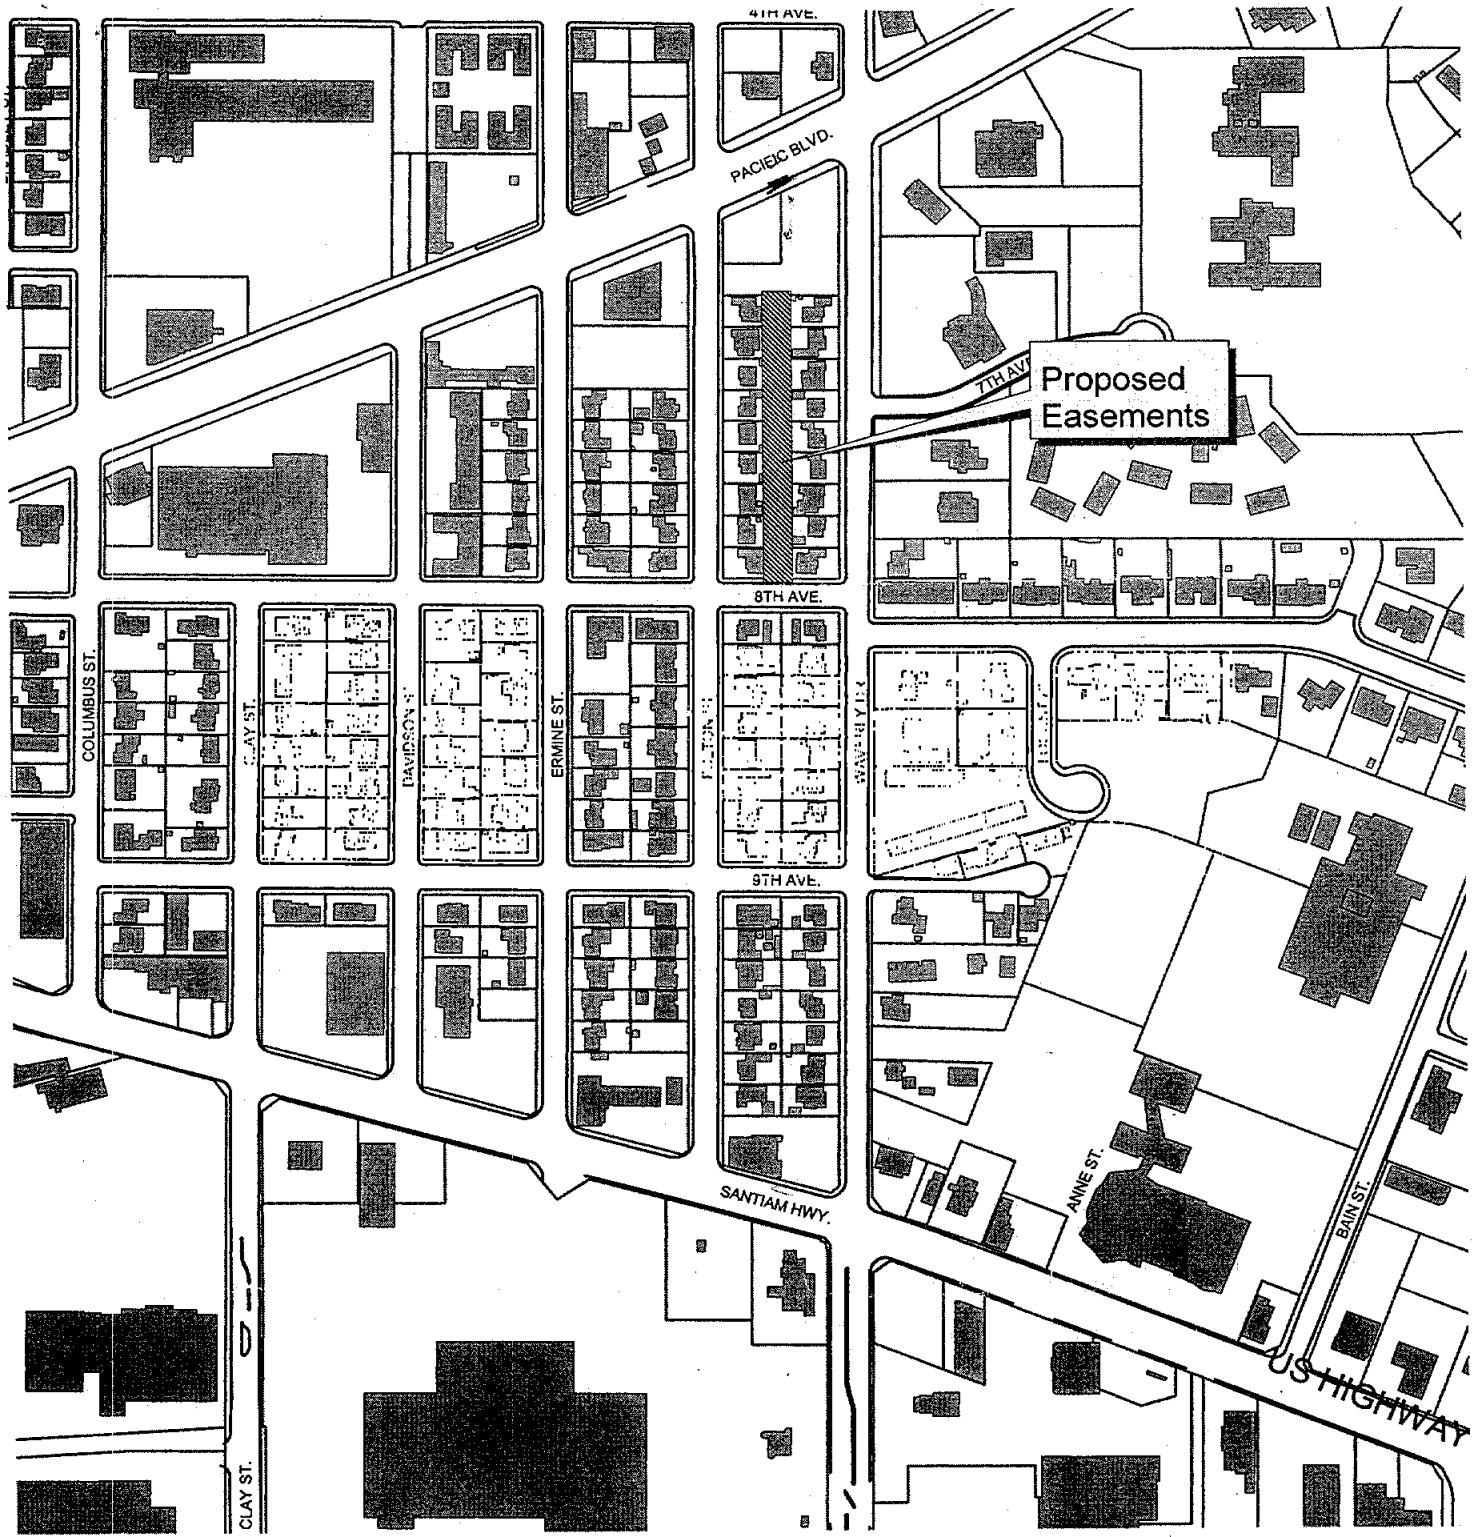 4TH AVE.
PACIFIC BLVD.
7TH AVE
Proposed
Easements
8TH AVE.
COLUMBUS ST.
CLAY ST.
DAVIDSON ST
ERMINE ST.
9TH AVE.
SANTIAM HWY.
ANNE ST.
BAIN ST.
US HIGHWAY
CLAY ST.